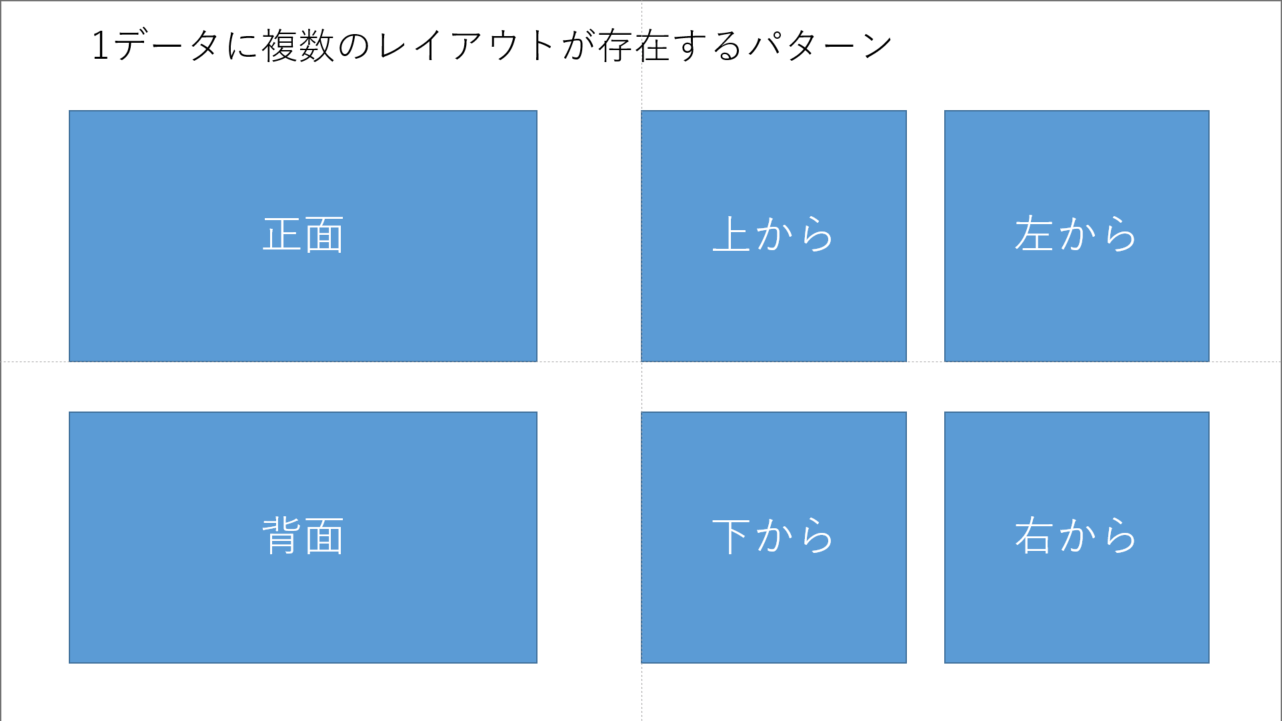 1データに複数のレイアウトが存在するパターン
正面
上から
左から
背面
下から
右から